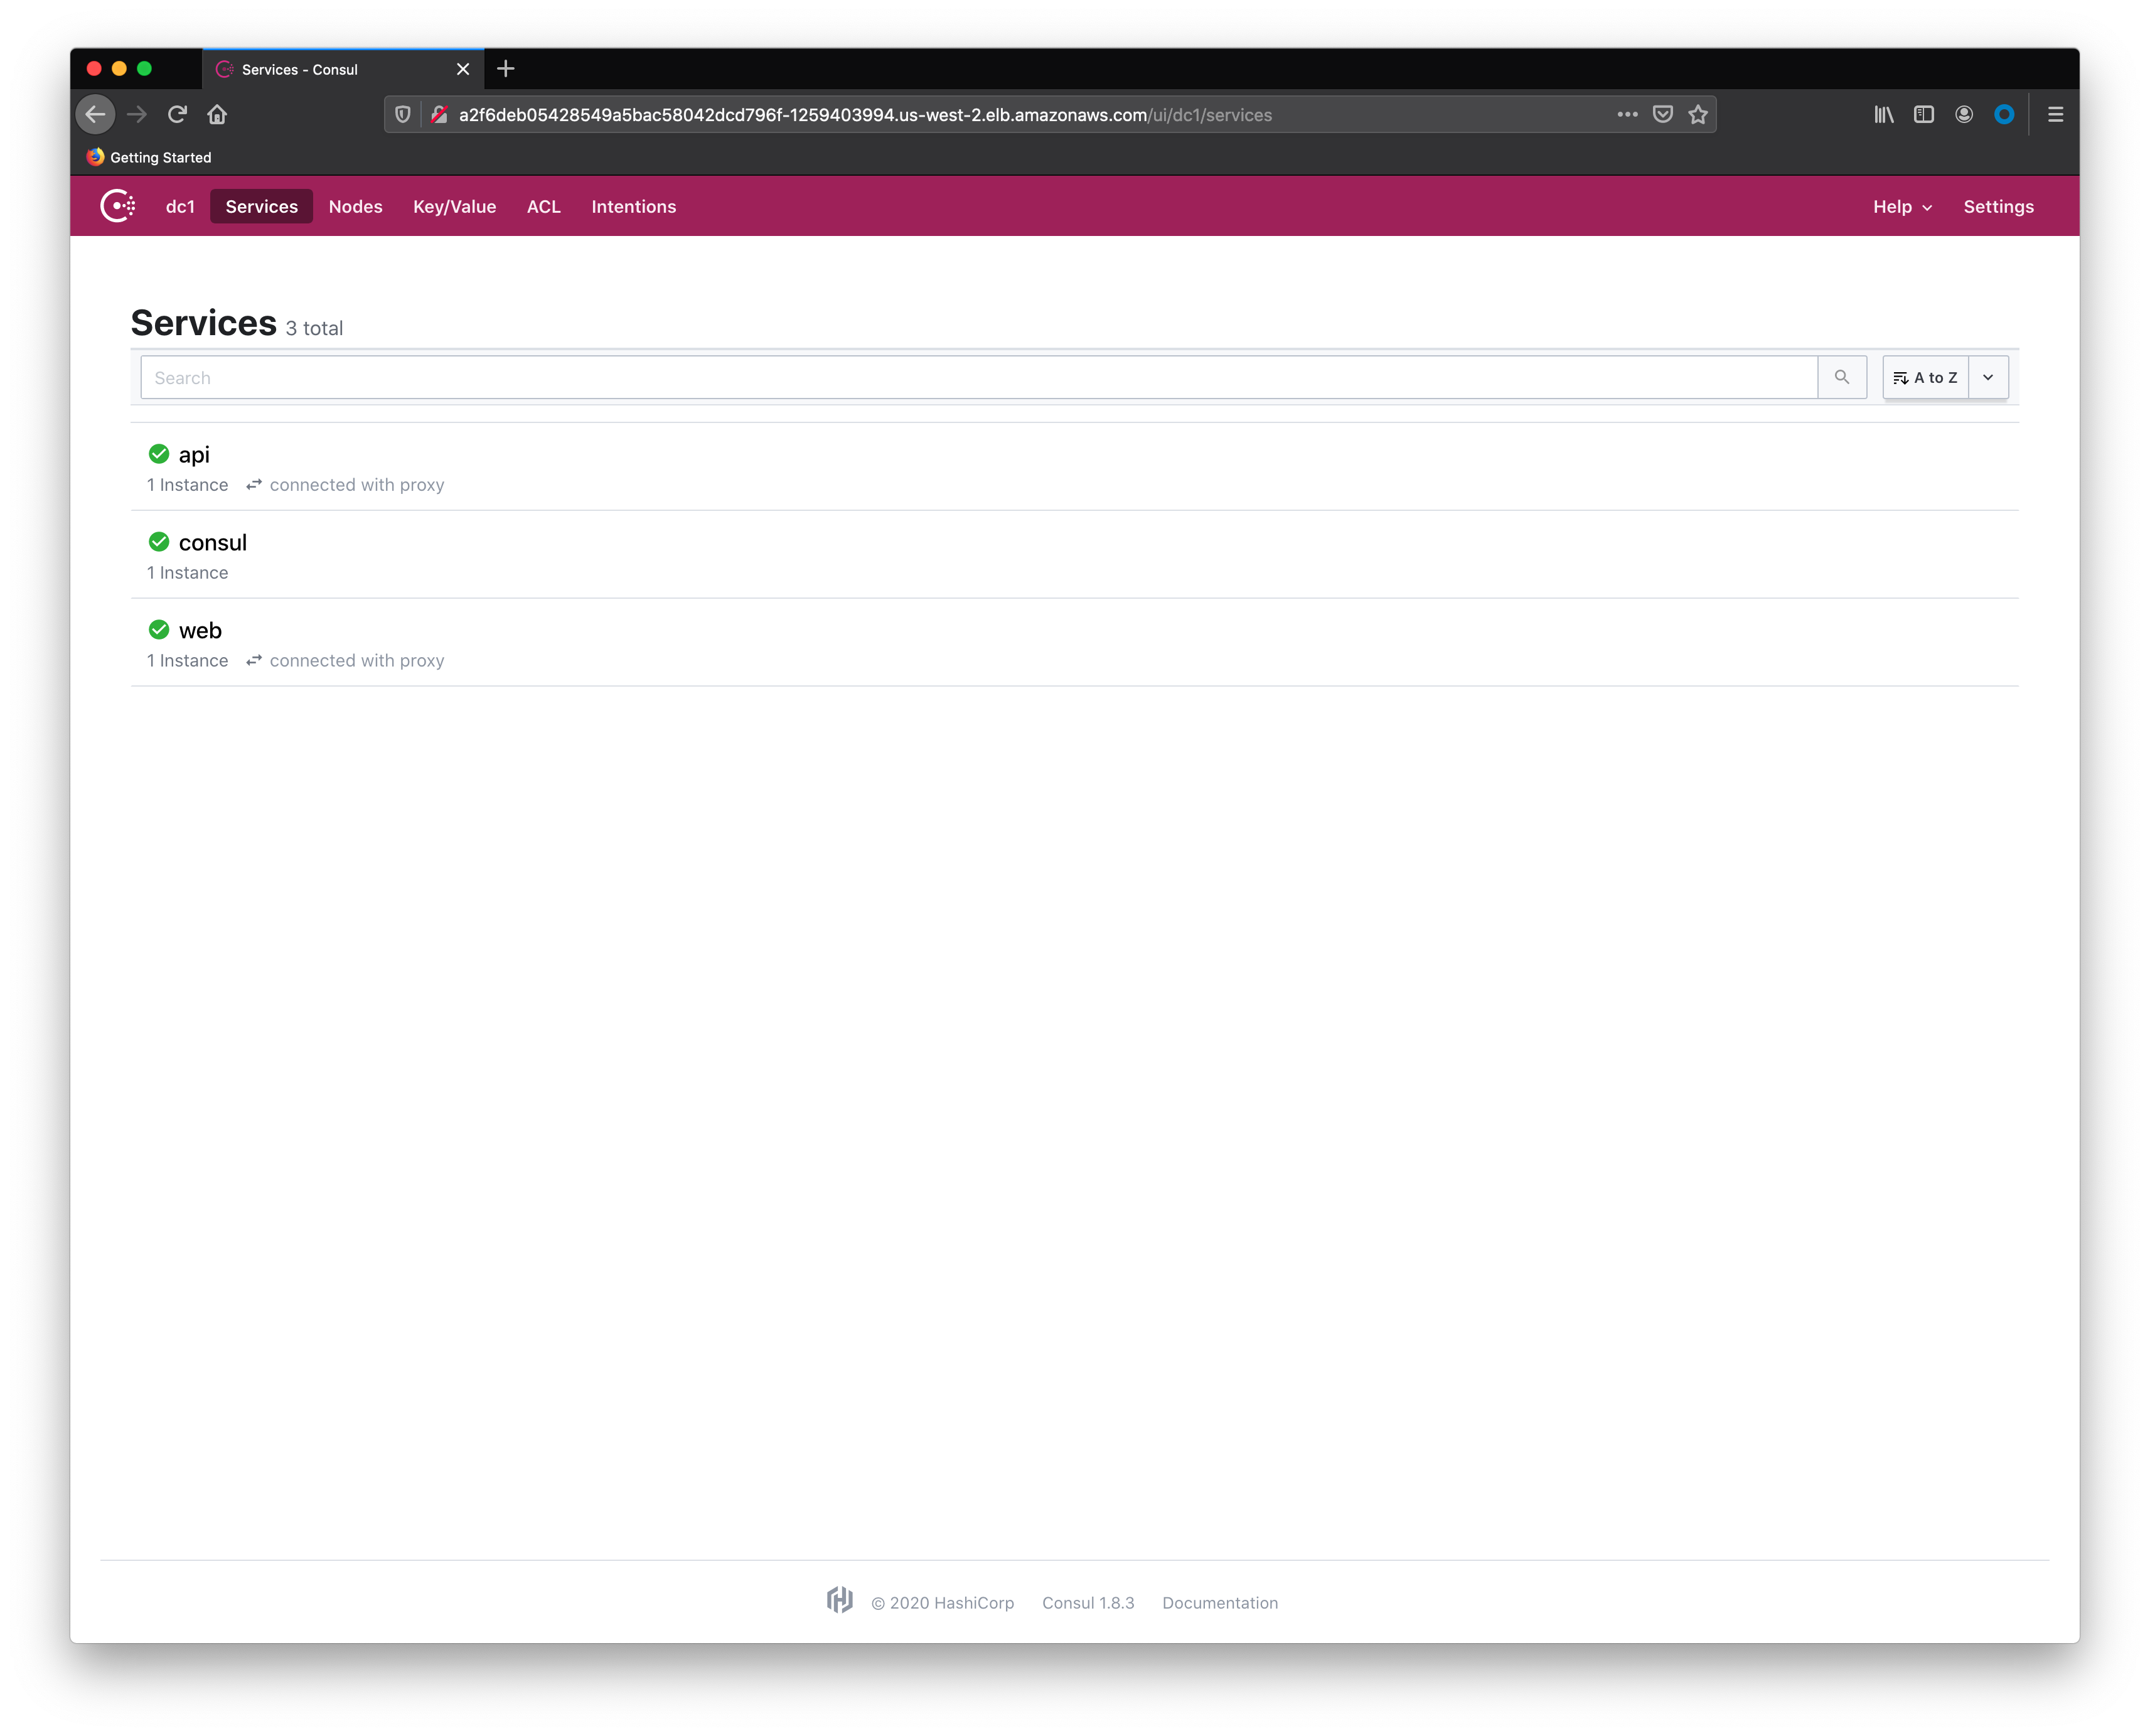 Services - Consul
a2f6deb05428549a5bac58042dcd796f-1259403994.us-west-2.elb.amazonaws.com/ui/dc1/services
Getting Started
dc1 Services Nodes Key/Value ACL Intentions Help Settings
Services 3 total
Search A to Z
api
1 Instance connected with proxy
consul
1 Instance
web
1 Instance connected with proxy
© 2020 HashiCorp Consul 1.8.3 Documentation